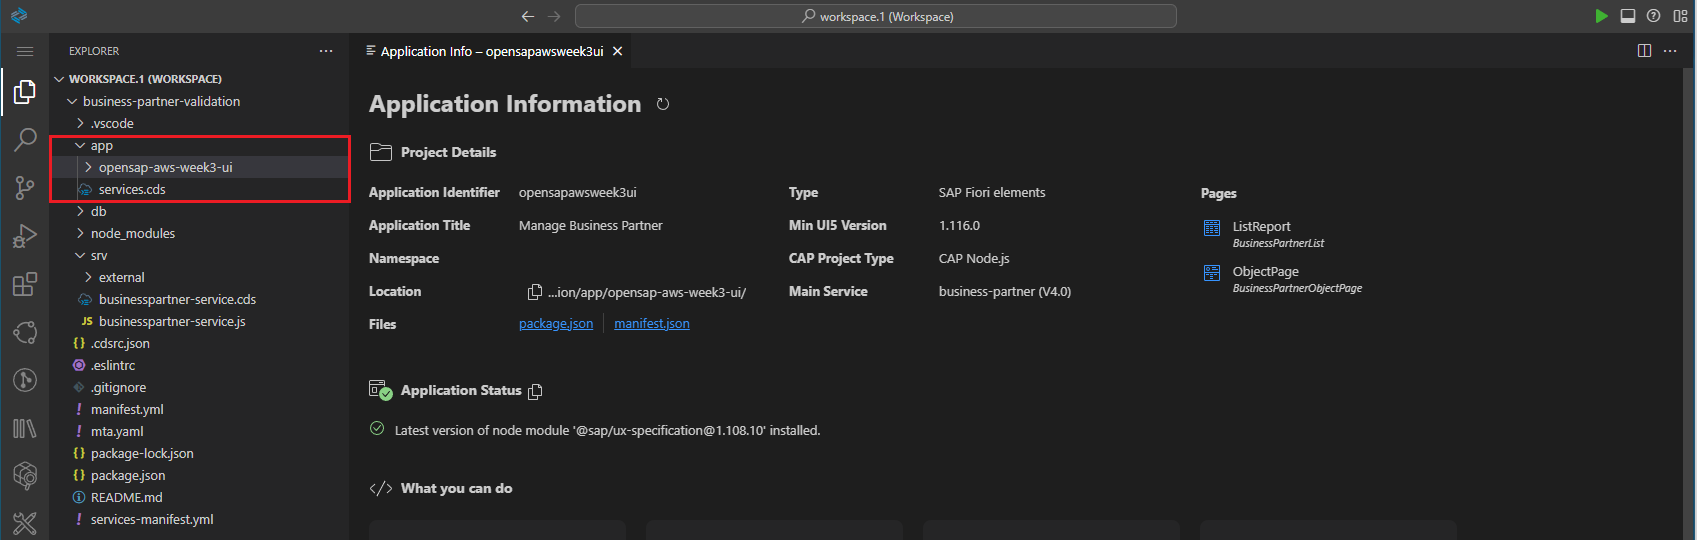 workspace.1 (Workspace)
EXPLORER
WORKSPACE.1 (WORKSPACE)
business-partner-validation
.vscode
app
opensap-aws-week3-ui
services.cds
db
node_modules
srv
external
businesspartner-service.cds
JS businesspartner-service.js
{} .cdsrc.json
.eslintrc
.gitignore
! manifest.yml
! mta.yaml
{} package-lock.json
{} package.json
README.md
! services-manifest.yml
Application Info – opensapawsweek3ui
Application Information
Project Details
Application Identifier opensapawsweek3ui
Application Title Manage Business Partner
Namespace
Location ...ion/app/opensap-aws-week3-ui/
Files package.json manifest.json
Type SAP Fiori elements
Min UI5 Version 1.116.0
CAP Project Type CAP Node.js
Main Service business-partner (V4.0)
Pages
ListReport
BusinessPartnerList
ObjectPage
BusinessPartnerObjectPage
Application Status
Latest version of node module '@sap/ux-specification@1.108.10' installed.
What you can do